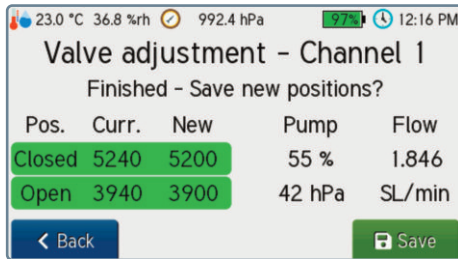 23.0 °C 36.8 %rh 992.4 hPa 97% 12:16 PM
Valve adjustment – Channel 1
Finished – Save new positions?
Pos. Curr. New Pump Flow
Closed 5240 5200 55 % 1.846
Open 3940 3900 42 hPa SL/min
Back Save